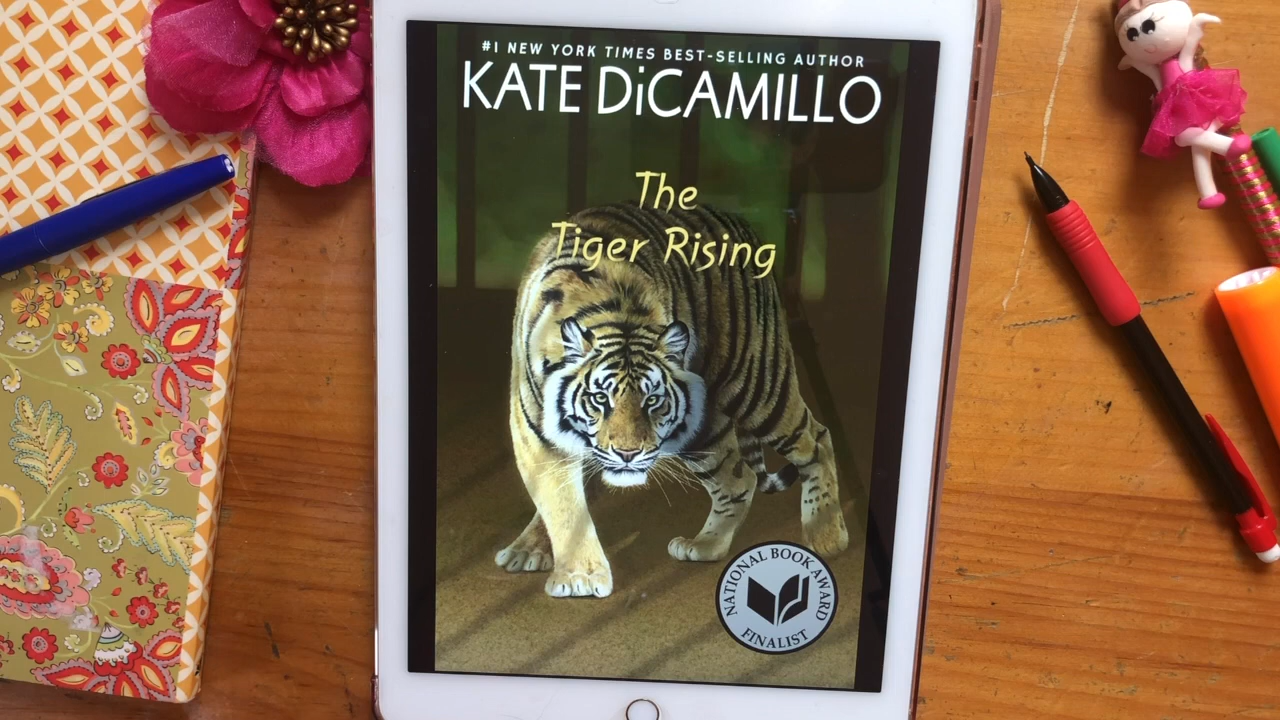 #1 NEW YORK TIMES BEST-SELLING AUTHOR
KATE DiCAMILLO
The
Tiger Rising
NATIONAL BOOK AWARD
FINALIST